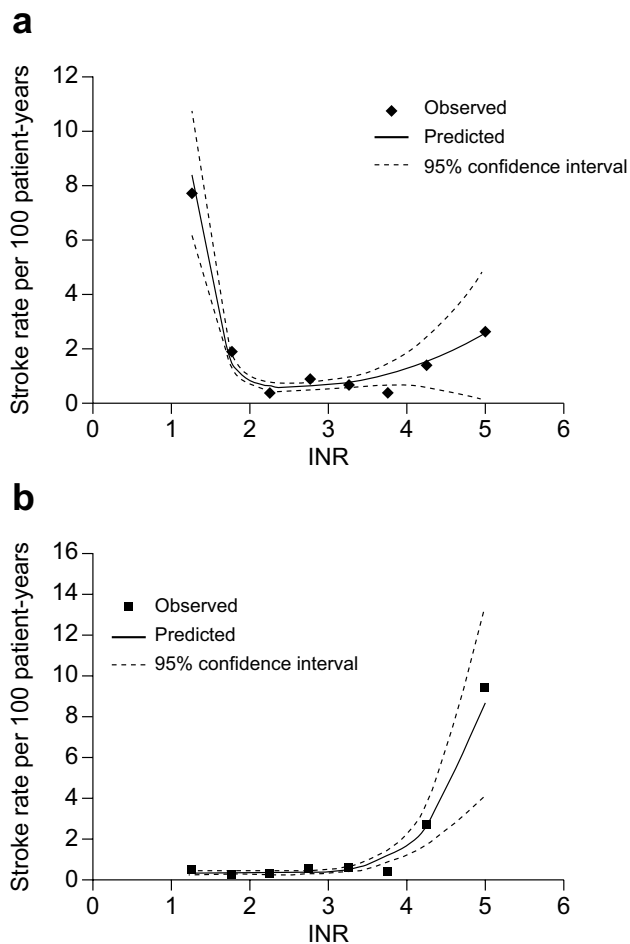 a
12
10
8
6
4
2
0
Stroke rate per 100 patient-years
Observed
Predicted
95% confidence interval
0 1 2 3 4 5 6
INR
b
16
14
12
10
8
6
4
2
0
Stroke rate per 100 patient-years
Observed
Predicted
95% confidence interval
0 1 2 3 4 5 6
INR